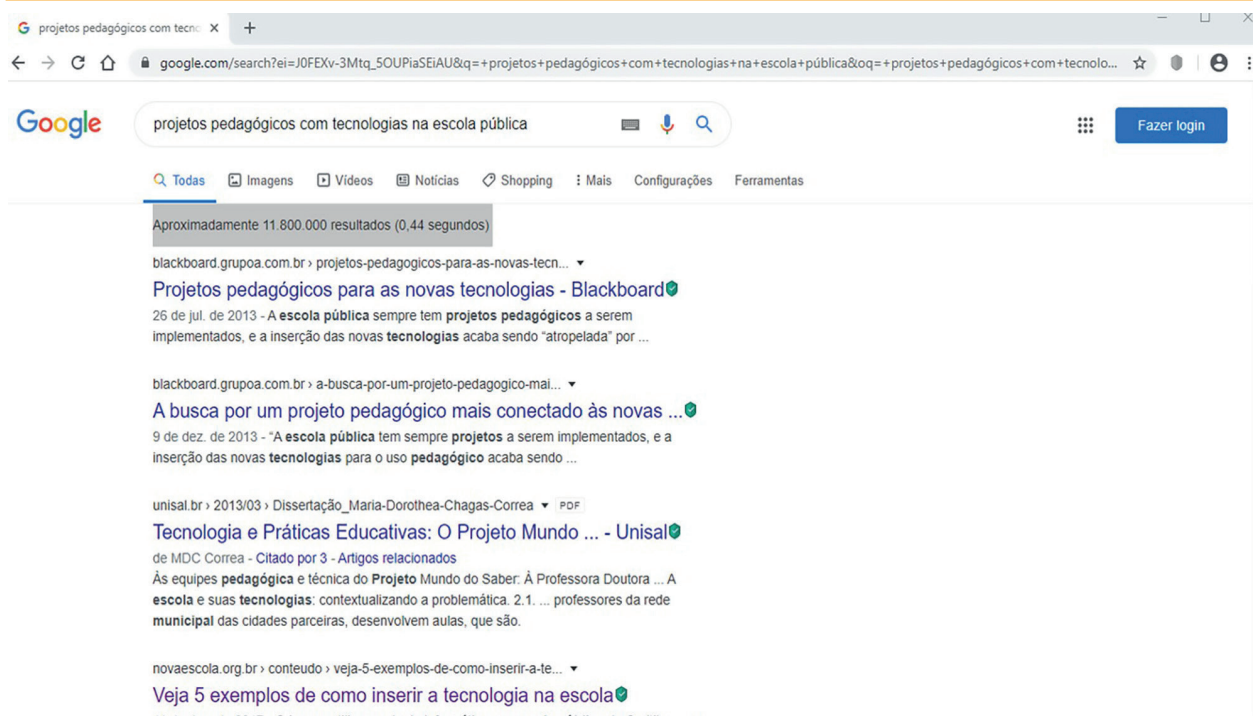 projetos pedagógicos com tecno
google.com/search?ei=J0FEXv-3Mtq_5OUPiaSEiAU&q=+projetos+pedagógicos+com+tecnologias+na+escola+pública&oq=+projetos+pedagógicos+com+tecnolo...
Google
projetos pedagógicos com tecnologias na escola pública
Fazer login
Todas Imagens Vídeos Notícias Shopping Mais Configurações Ferramentas
Aproximadamente 11.800.000 resultados (0,44 segundos)
blackboard.grupoa.com.br › projetos-pedagogicos-para-as-novas-tecn...
Projetos pedagógicos para as novas tecnologias - Blackboard
26 de jul. de 2013 - A escola pública sempre tem projetos pedagógicos a serem
implementados, e a inserção das novas tecnologias acaba sendo “atropelada” por ...
blackboard.grupoa.com.br › a-busca-por-um-projeto-pedagogico-mai...
A busca por um projeto pedagógico mais conectado às novas ...
9 de dez. de 2013 - “A escola pública tem sempre projetos a serem implementados, e a
inserção das novas tecnologias para o uso pedagógico acaba sendo ...
unisal.br › 2013/03 › Dissertação_Maria-Dorothea-Chagas-Correa PDF
Tecnologia e Práticas Educativas: O Projeto Mundo ... - Unisal
de MDC Correa - Citado por 3 - Artigos relacionados
Às equipes pedagógica e técnica do Projeto Mundo do Saber: À Professora Doutora ... A
escola e suas tecnologias: contextualizando a problemática. 2.1. ... professores da rede
municipal das cidades parceiras, desenvolvem aulas, que são.
novaescola.org.br › conteudo › veja-5-exemplos-de-como-inserir-a-te...
Veja 5 exemplos de como inserir a tecnologia na escola